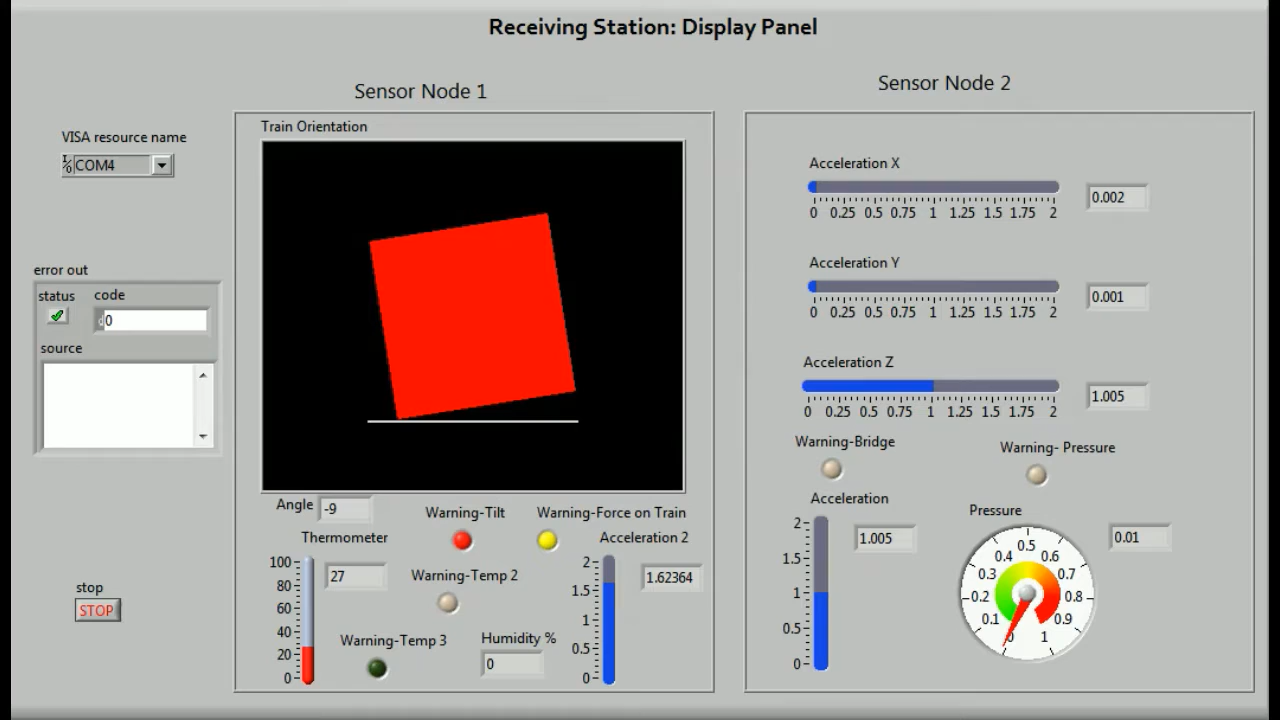 Receiving Station: Display Panel
Sensor Node 1
Sensor Node 2
VISA resource name
COM4
error out
status
code
0
source
stop
STOP
Train Orientation
Angle
-9
Warning-Tilt
Warning-Force on Train
Thermometer
100
80
60
40
20
0
27
Warning-Temp 2
Warning-Temp 3
Humidity %
0
Acceleration 2
2
1.5
1
0.5
0
1.62364
Acceleration X
0 0.25 0.5 0.75 1 1.25 1.5 1.75 2
0.002
Acceleration Y
0 0.25 0.5 0.75 1 1.25 1.5 1.75 2
0.001
Acceleration Z
0 0.25 0.5 0.75 1 1.25 1.5 1.75 2
1.005
Warning-Bridge
Warning- Pressure
Acceleration
2
1.5
1
0.5
0
1.005
Pressure
0 0.1 0.2 0.3 0.4 0.5 0.6 0.7 0.8 0.9 1
0.01